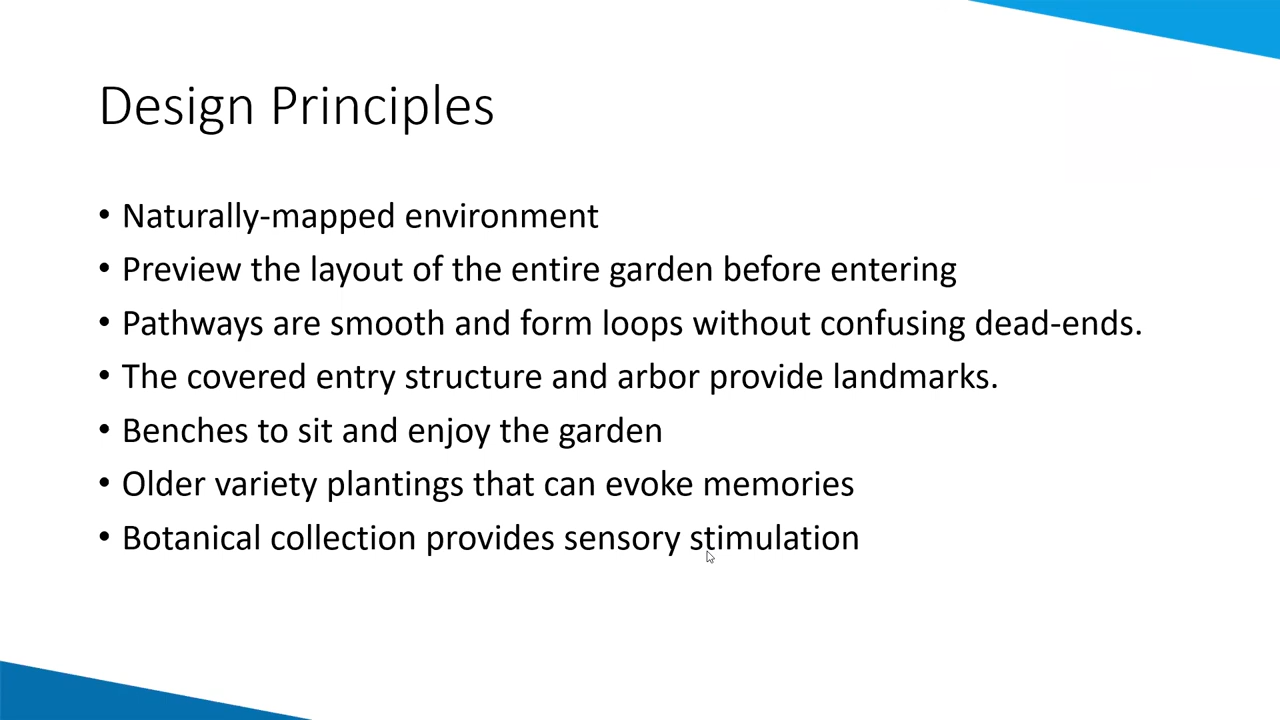 Design Principles
• Naturally-mapped environment
• Preview the layout of the entire garden before entering
• Pathways are smooth and form loops without confusing dead-ends.
• The covered entry structure and arbor provide landmarks.
• Benches to sit and enjoy the garden
• Older variety plantings that can evoke memories
• Botanical collection provides sensory stimulation